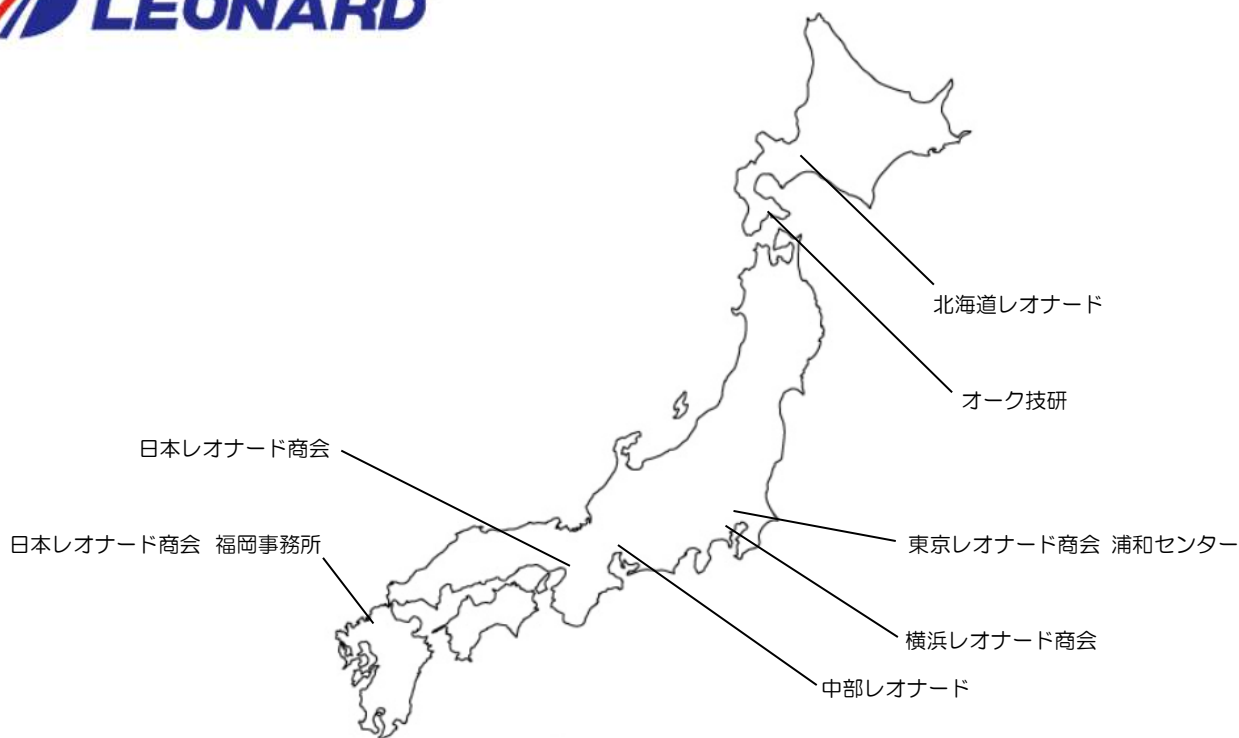 LEONARD
北海道レオナード
オーク技研
日本レオナード商会
日本レオナード商会 福岡事務所
東京レオナード商会 浦和センター
横浜レオナード商会
中部レオナード